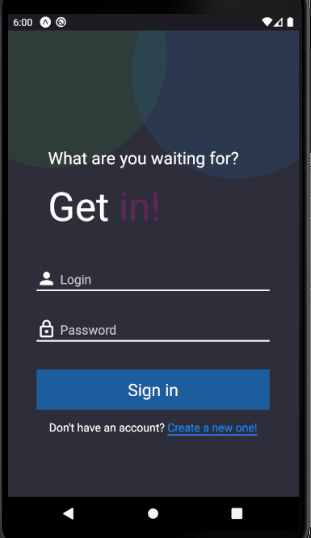 6:00
What are you waiting for?
Get in!
Login
Password
Sign in
Don't have an account? Create a new one!